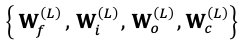 { 𝐖_f^(L), 𝐖_i^(L), 𝐖_o^(L), 𝐖_c^(L) }